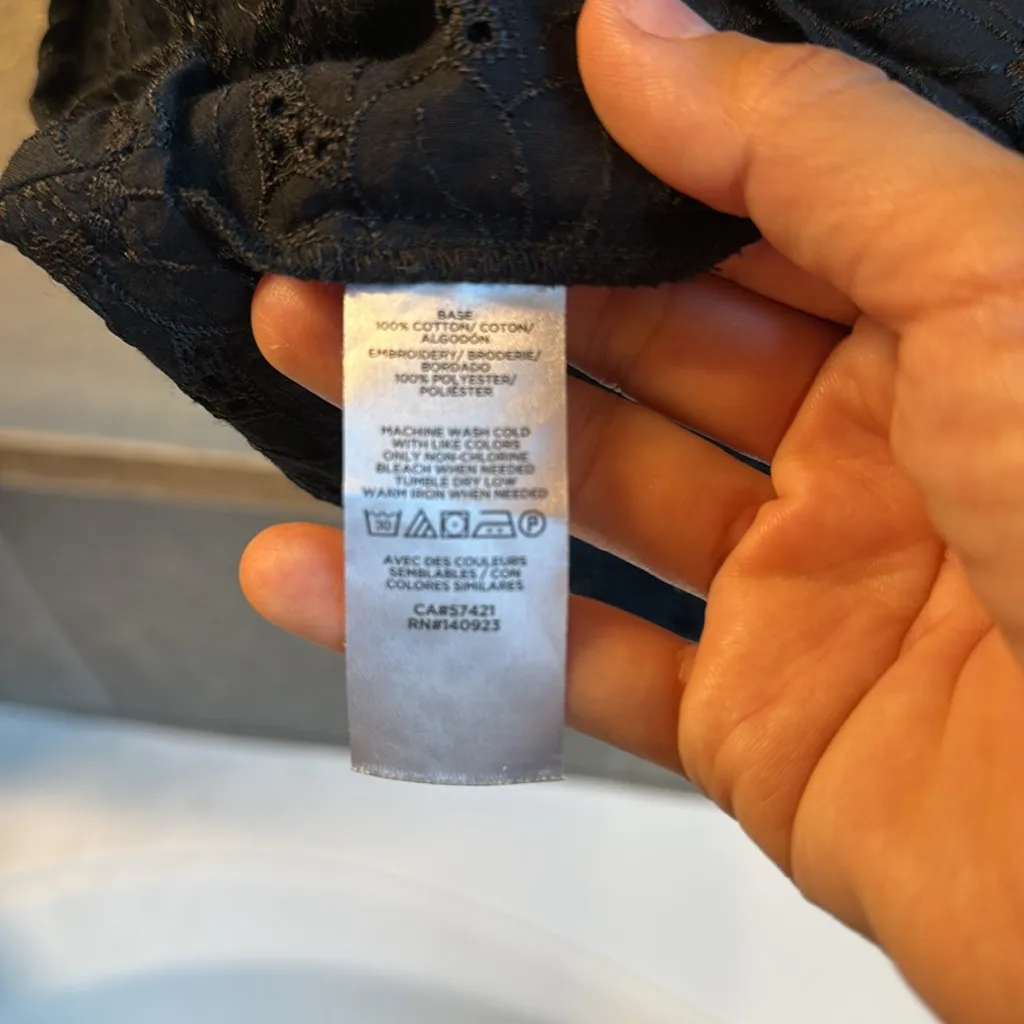 BASE
100% COTTON/ COTON/
ALGODÓN
EMBROIDERY/ BRODERIE/
BORDADO
100% POLYESTER/
POLIÉSTER
MACHINE WASH COLD
WITH LIKE COLORS
ONLY NON-CHLORINE
BLEACH WHEN NEEDED
TUMBLE DRY LOW
WARM IRON WHEN NEEDED
30 P
AVEC DES COULEURS
SEMBLABLES / CON
COLORES SIMILARES
CA#57421
RN#140923